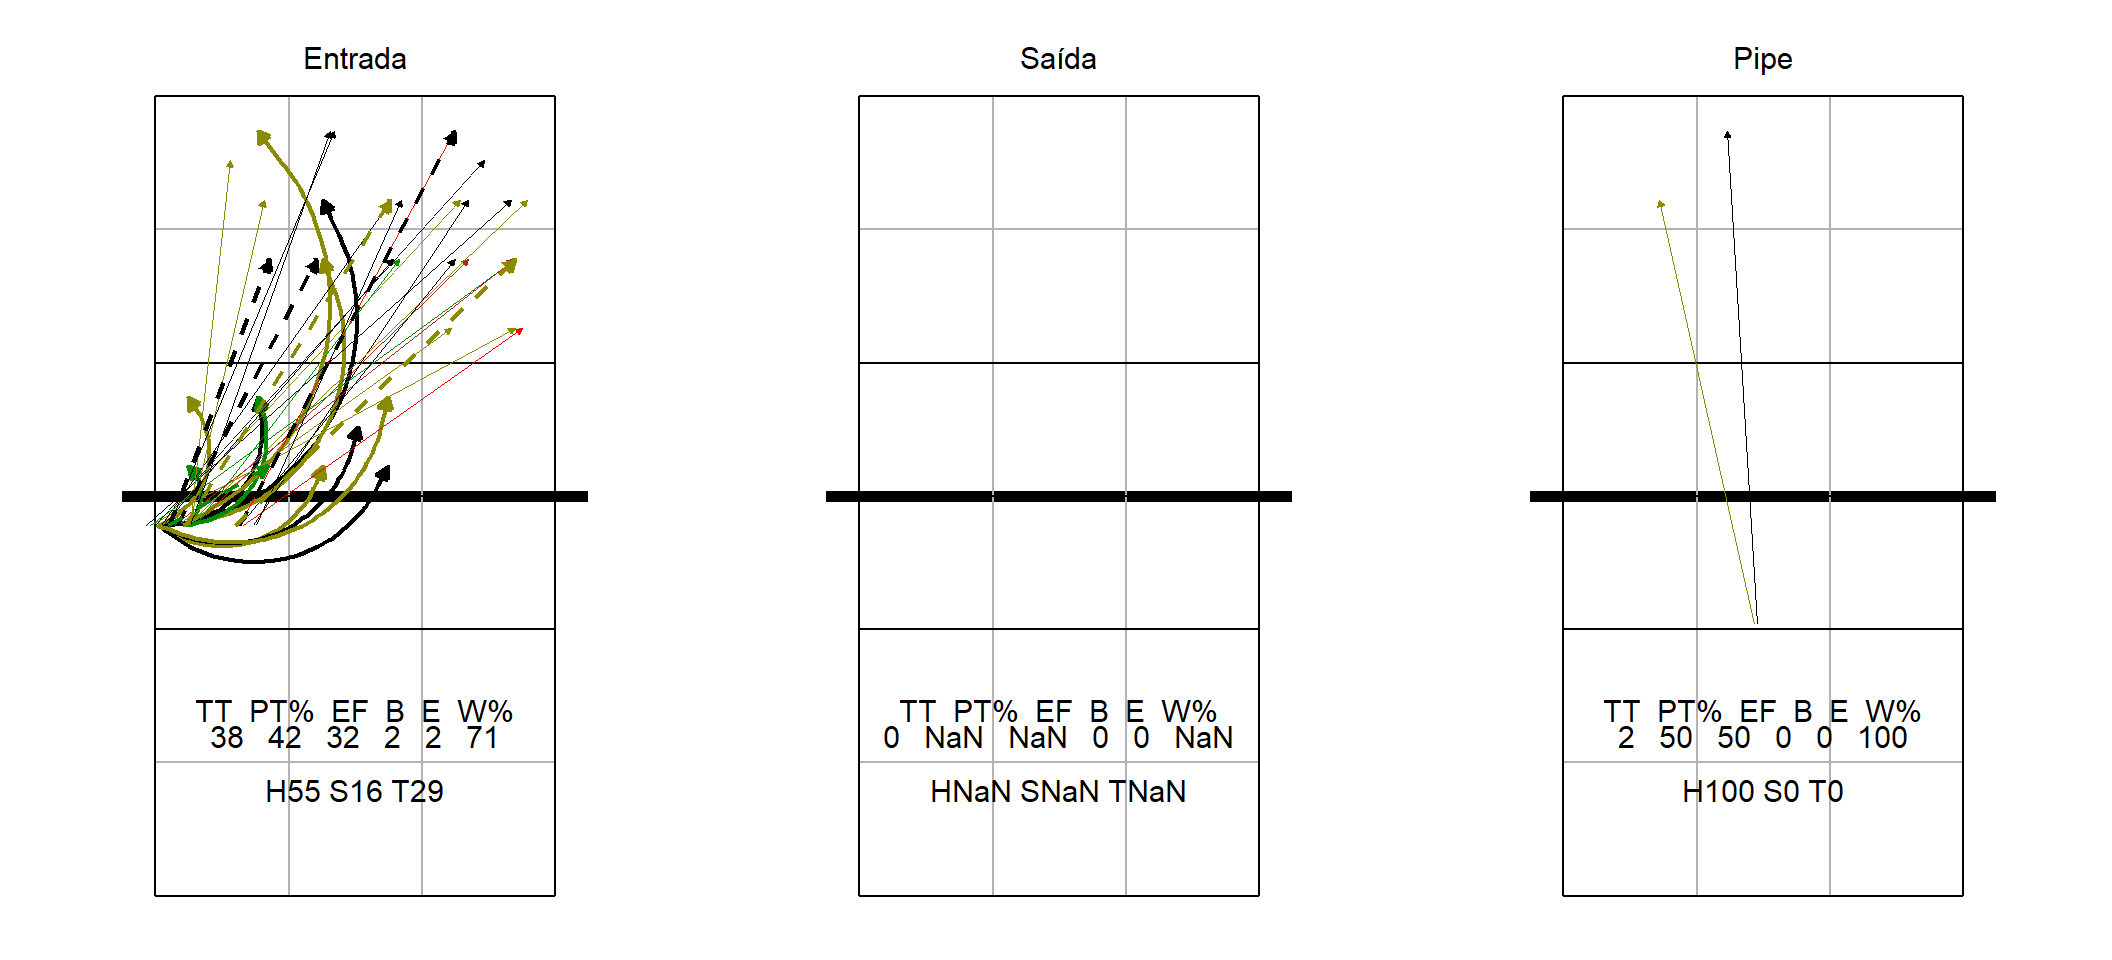 Entrada
Saída
Pipe
TT PT% EF B E W%
38 42 32 2 2 71
H55 S16 T29
TT PT% EF B E W%
0 NaN NaN 0 0 NaN
HNaN SNaN TNaN
TT PT% EF B E W%
2 50 50 0 0 100
H100 S0 T0